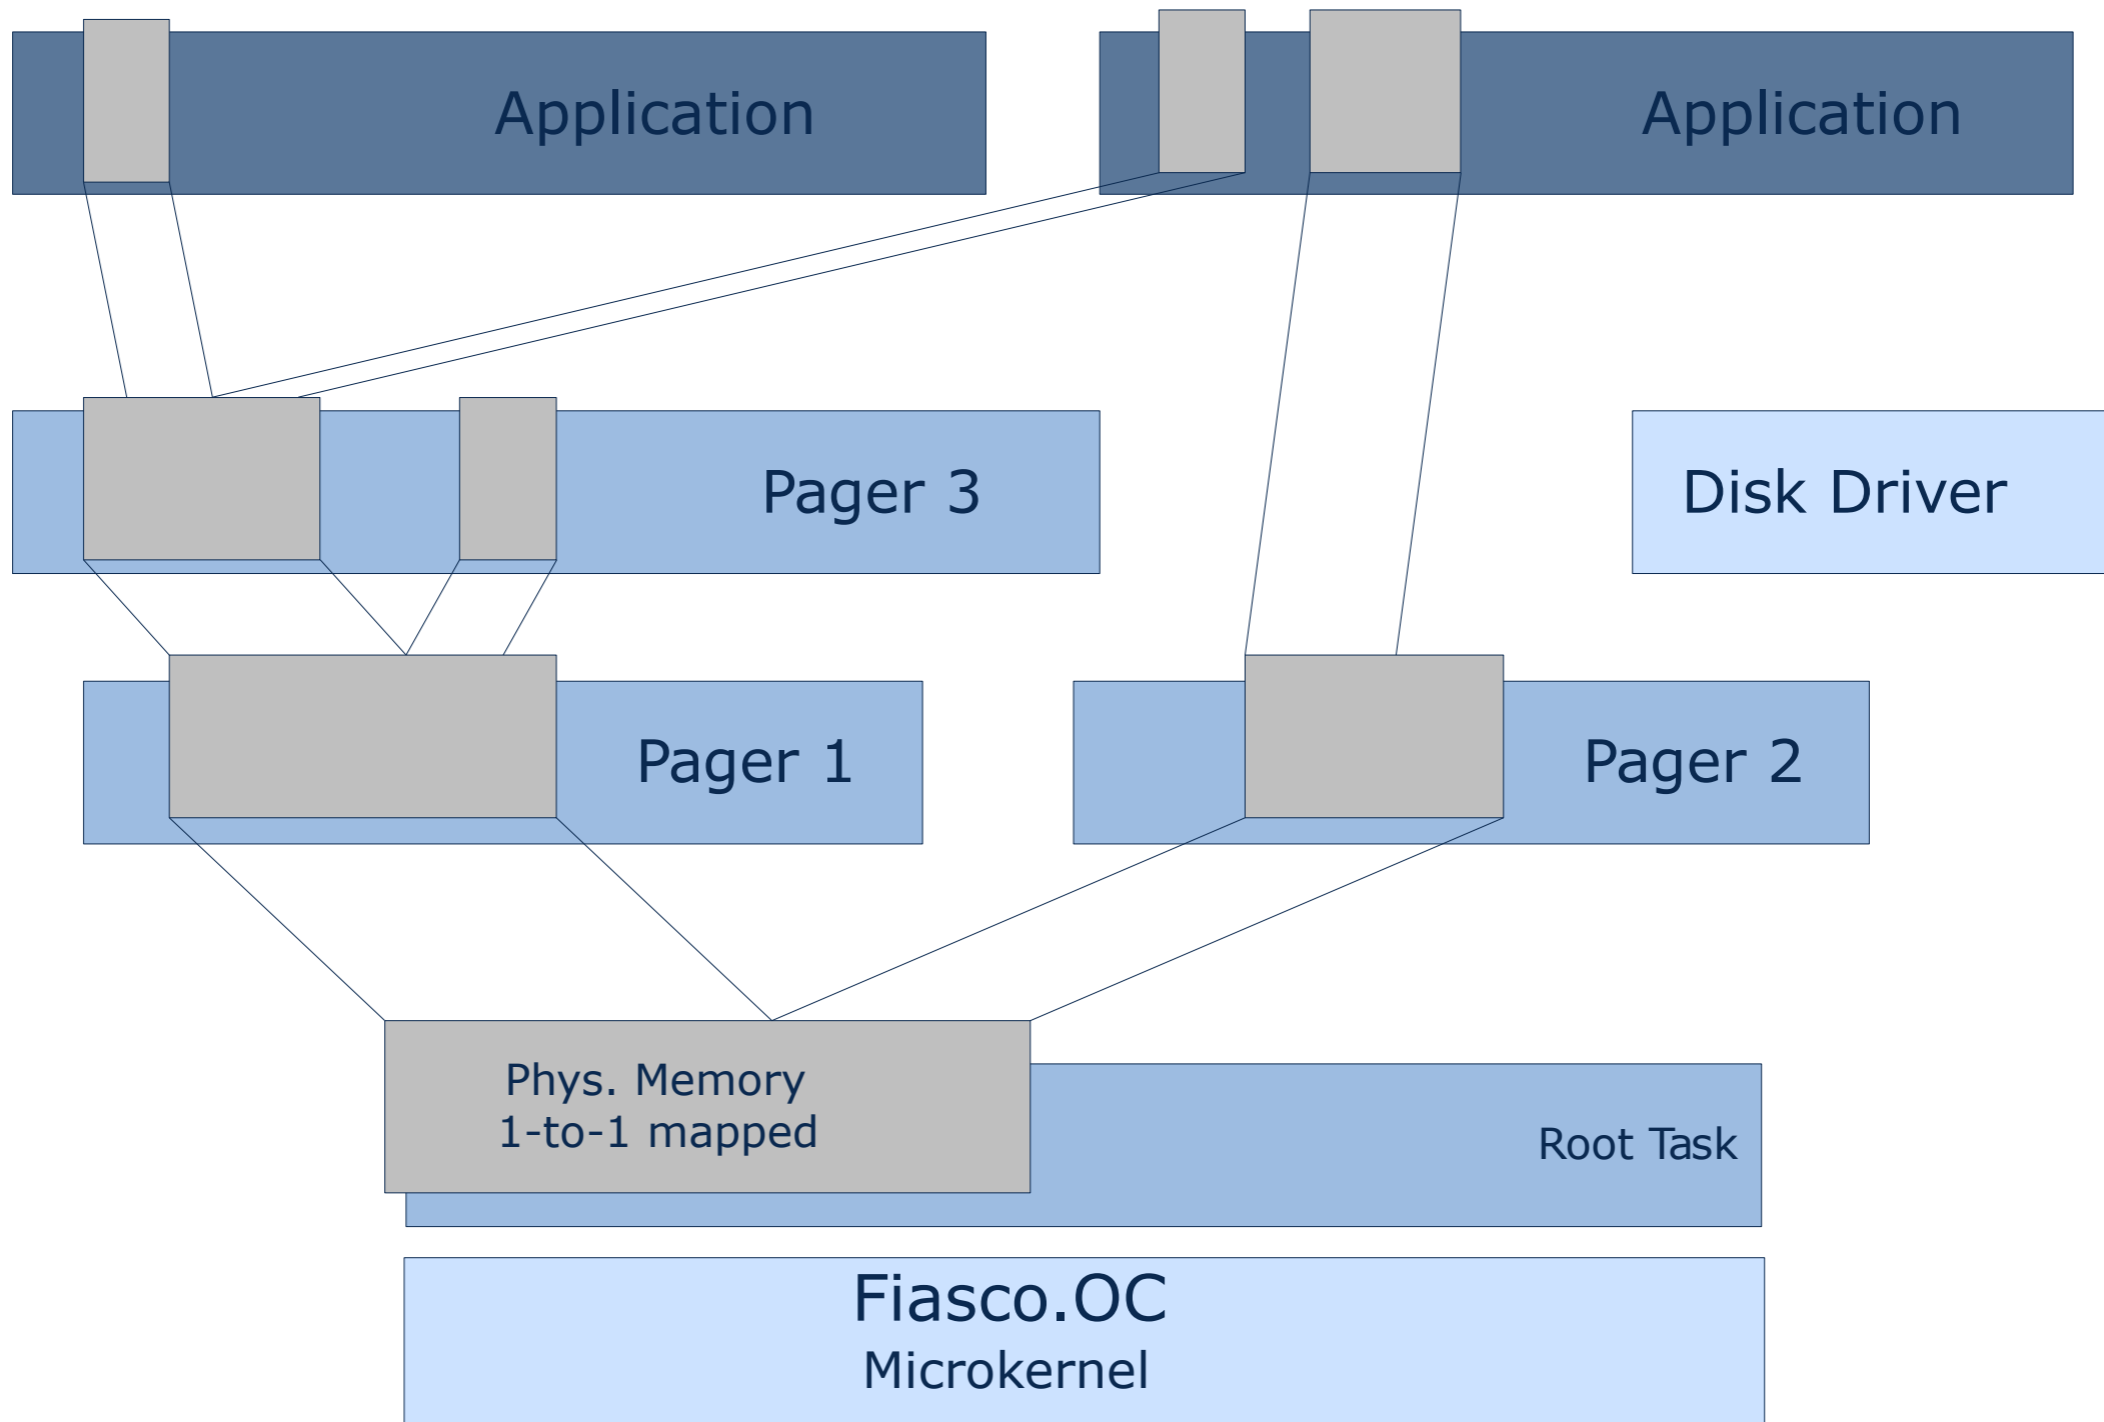 Application
Application
Pager 3
Disk Driver
Pager 1
Pager 2
Phys. Memory
1-to-1 mapped
Root Task
Fiasco.OC
Microkernel